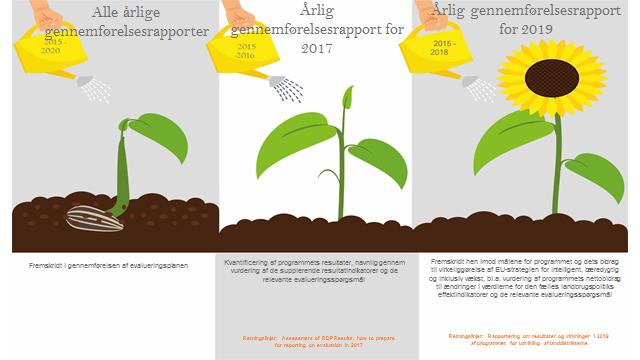 Alle årlige
gennemførelsesrapporter
2015 -
2020
Fremskridt i gennemførelsen af evalueringsplanen
Årlig
gennemførelsesrapport for
2017
2015
-2016
Kvantificering af programmets resultater, navnlig gennem
vurdering af de supplerende resultatindikatorer og de
relevante evalueringsspørgsmål
Retningslinjer: Assessment of RDP Results: how to prepare
for reporting on evaluation in 2017
Årlig gennemførelsesrapport
for 2019
2015 -
2018
Fremskridt hen imod målene for programmet og dets bidrag
til virkeliggørelse af EU-strategien for intelligent, bæredygtig
og inklusiv vækst, bl.a. vurdering af programmets nettobidrag
til ændringer i værdierne for den fælles landbrugspolitiks
effektindikatorer og de relevante evalueringsspørgsmål
Retningslinjer: Rapportering om resultater og virkninger i 2019
af programmet for udvikling af landdistrikterne